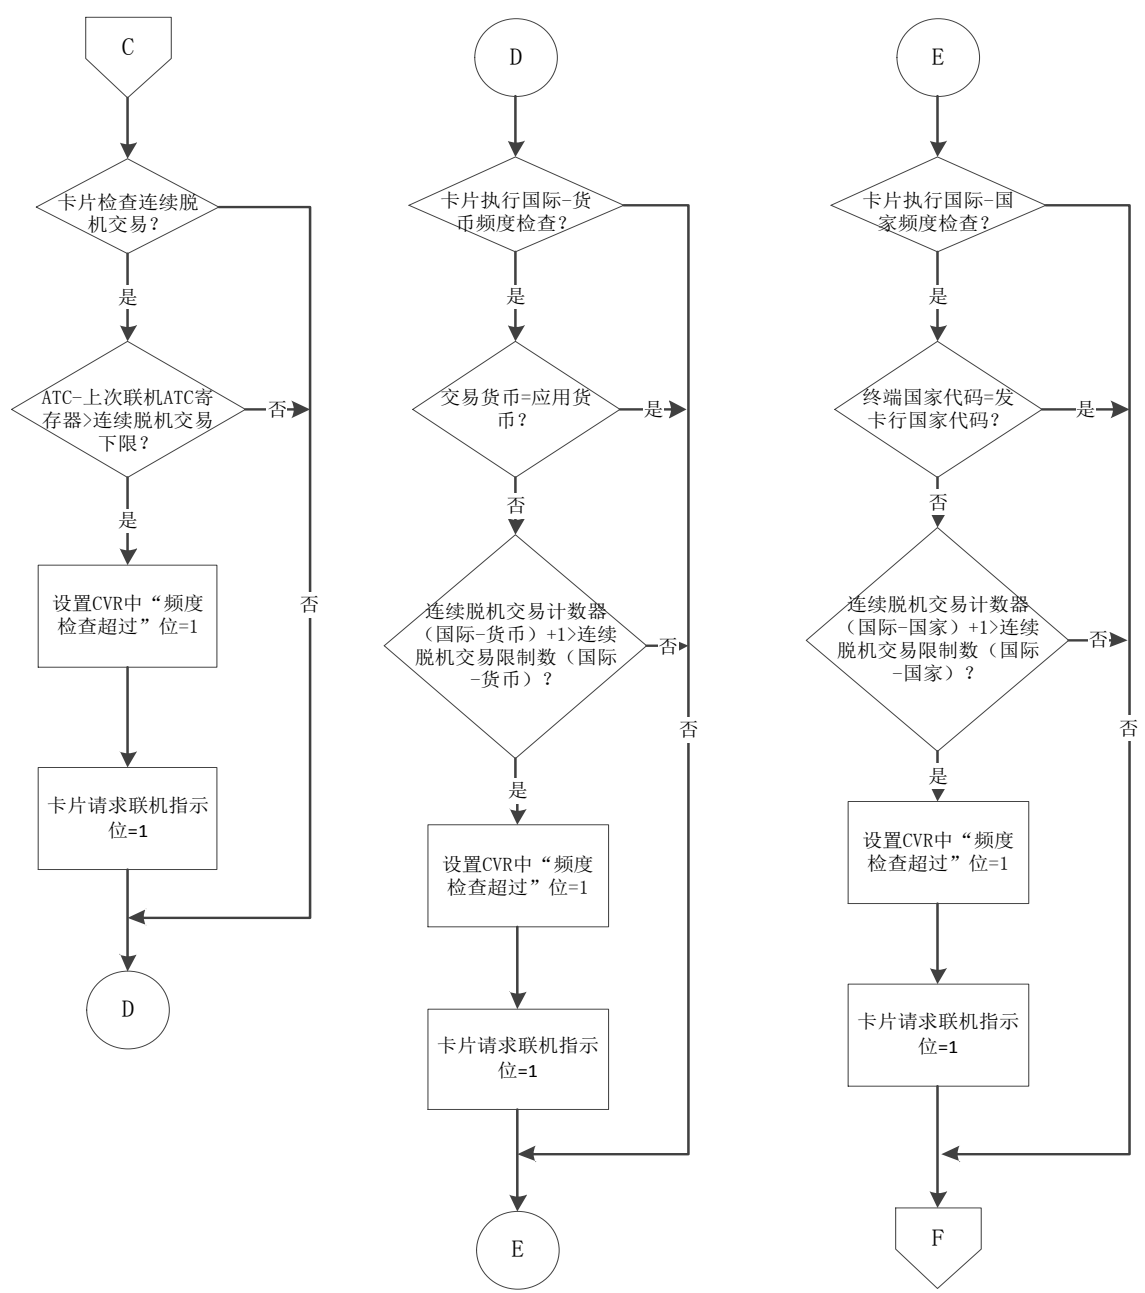 C
卡片检查连续脱
机交易？
是
ATC-上次联机ATC寄
存器>连续脱机交易
下限？
否
是
设置CVR中“频度
检查超过”位=1
否
卡片请求联机指示
位=1
D
D
卡片执行国际-货
币频度检查？
是
交易货币=应用货
币？
是
否
连续脱机交易计数器
（国际-货币）+1>连续
脱机交易限制数（国际
-货币）？
否
否
是
设置CVR中“频度
检查超过”位=1
卡片请求联机指示
位=1
E
E
卡片执行国际-国
家频度检查？
是
终端国家代码=发
卡行国家代码？
是
否
连续脱机交易计数器
（国际-国家）+1>连续
脱机交易限制数（国际
-国家）？
否
否
是
设置CVR中“频度
检查超过”位=1
卡片请求联机指示
位=1
F